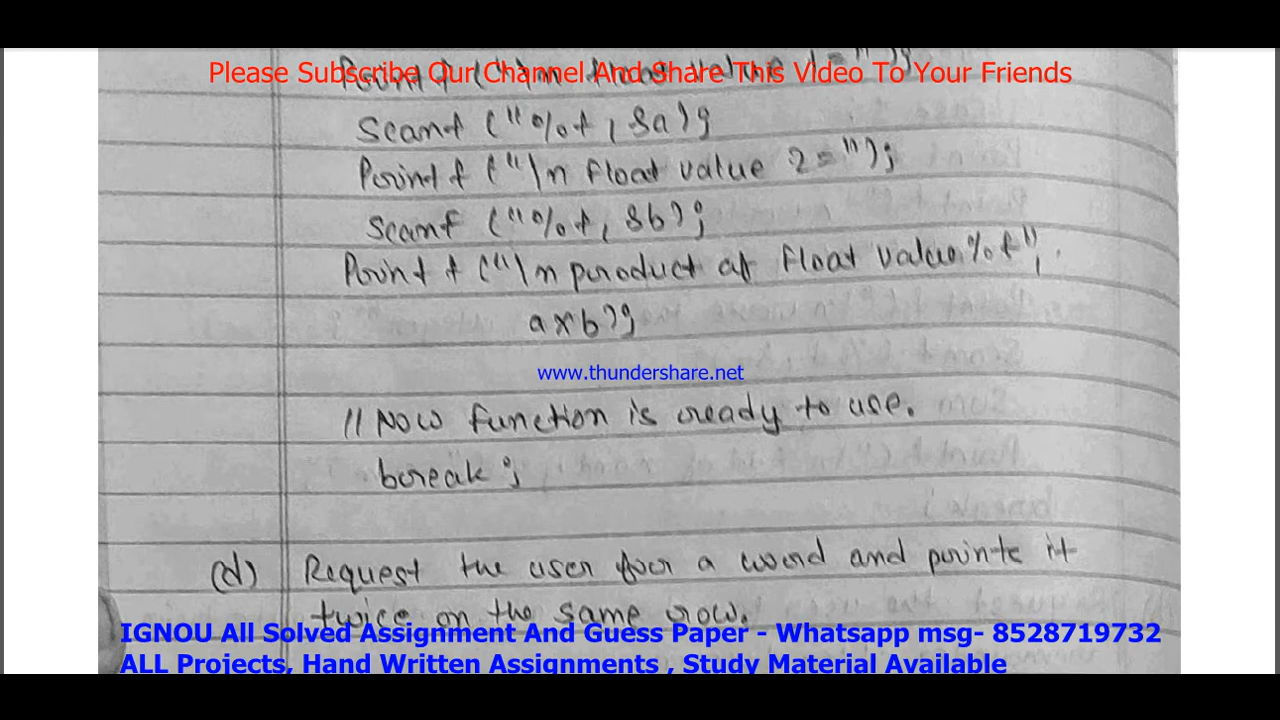 Please Subscribe Our Channel And Share This Video To Your Friends
Scanf ("%f, &a);
Printf ("\n Float value 2 = ");
Scanf ("%f, &b);
Printf ("\n product of float value %f",
a x b);
www.thundershare.net
// Now function is ready to use.
break;
(d) Request the user for a word and printe it
twice on the same row.
IGNOU All Solved Assignment And Guess Paper - Whatsapp msg- 8528719732
ALL Projects, Hand Written Assignments , Study Material Available